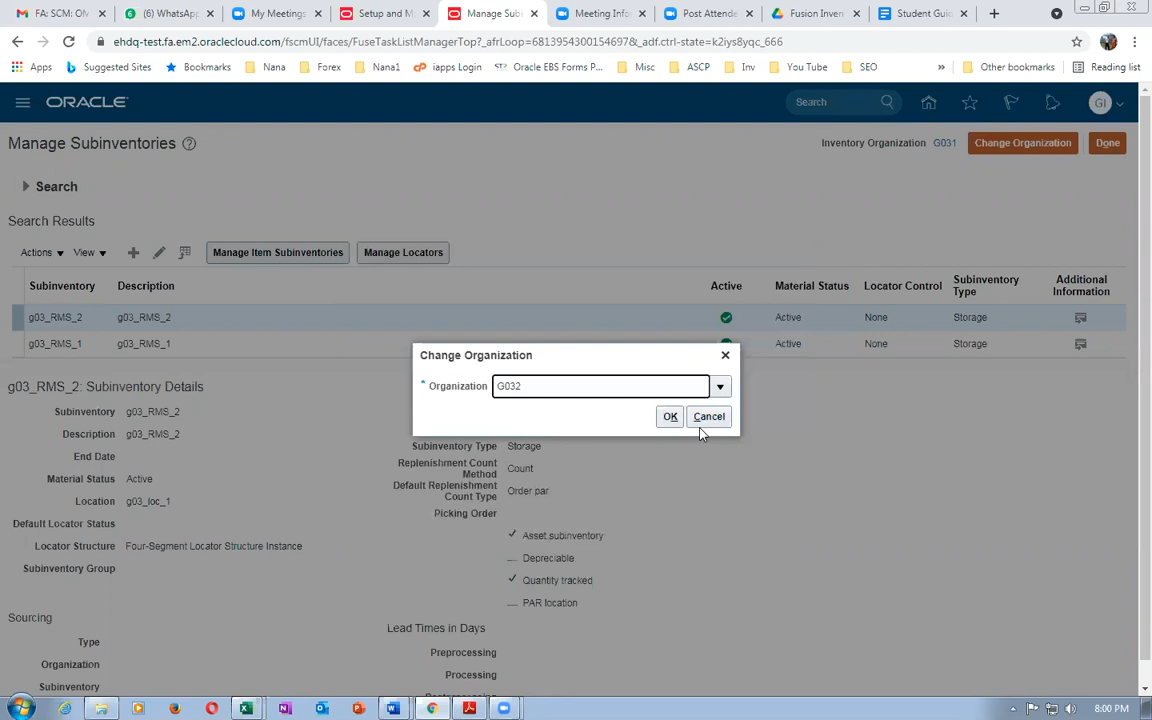 FA: SCM: OM
(6) WhatsApp
My Meetings
Setup and M
Manage Subi
Meeting Info
Post Attende
Fusion Inven
Student Guid
ehdq-test.fa.em2.oraclecloud.com/fscmUI/faces/FuseTaskListManagerTop?_afrLoop=68139543001546978&_adf.ctrl-state=k2iys8yqc_666
Apps
Suggested Sites
Bookmarks
Nana
Forex
Nana1
iapps Login
Oracle EBS Forms P...
Misc
ASCP
Inv
You Tube
SEO
»
Other bookmarks
Reading list
ORACLE
Search
GI
Manage Subinventories
Inventory Organization G031
Change Organization
Done
Search
Search Results
Actions
View
Manage Item Subinventories
Manage Locators
Subinventory
Description
Active
Material Status
Locator Control
Subinventory Type
Additional Information
g03_RMS_2
g03_RMS_2
Active
None
Storage
g03_RMS_1
g03_RMS_1
Active
None
Storage
Change Organization
* Organization G032
OK
Cancel
g03_RMS_2: Subinventory Details
Subinventory g03_RMS_2
Description g03_RMS_2
End Date
Material Status Active
Location g03_loc_1
Default Locator Status
Locator Structure Four-Segment Locator Structure Instance
Subinventory Group
Subinventory Type Storage
Replenishment Count Method Count
Default Replenishment Count Type Order par
Picking Order
Asset subinventory
Depreciable
Quantity tracked
PAR location
Sourcing
Type
Organization
Subinventory
Lead Times in Days
Preprocessing
Processing
8:00 PM